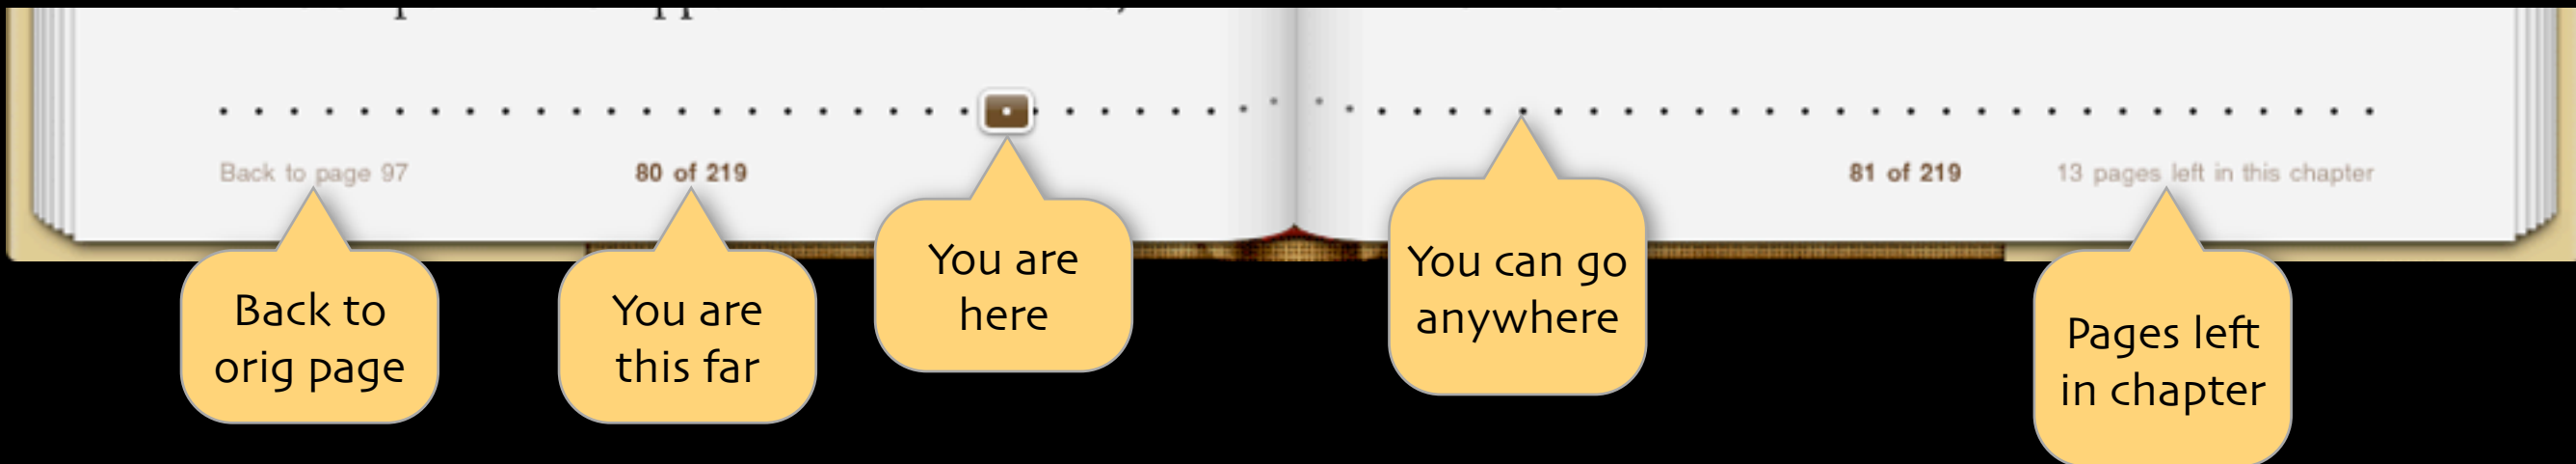 Back to page 97
80 of 219
81 of 219
13 pages left in this chapter
Back to
orig page
You are
this far
You are
here
You can go
anywhere
Pages left
in chapter